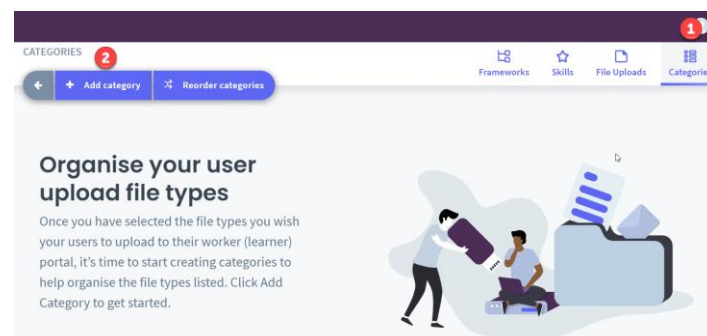 1
CATEGORIES
2
Add category
Reorder categories
Frameworks
Skills
File Uploads
Categorie
Organise your user
upload file types
Once you have selected the file types you wish
your users to upload to their worker (learner)
portal, it's time to start creating categories to
help organise the file types listed. Click Add
Category to get started.